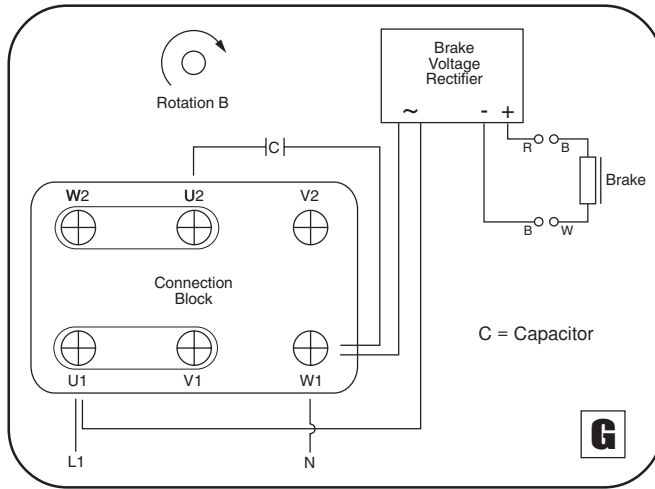 Brake
Voltage
Rectifier
~ - +
Rotation B
C
R B
Brake
B W
W2 U2 V2
Connection
Block
C = Capacitor
U1 V1 W1
L1 N
G